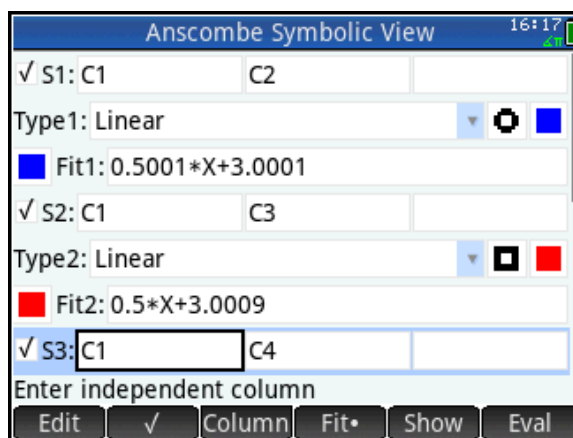 Anscombe Symbolic View 16:17
∡π
√ S1: C1 C2
Type1: Linear
Fit1: 0.5001*X+3.0001
√ S2: C1 C3
Type2: Linear
Fit2: 0.5*X+3.0009
√ S3: C1 C4
Enter independent column
Edit √ Column Fit• Show Eval